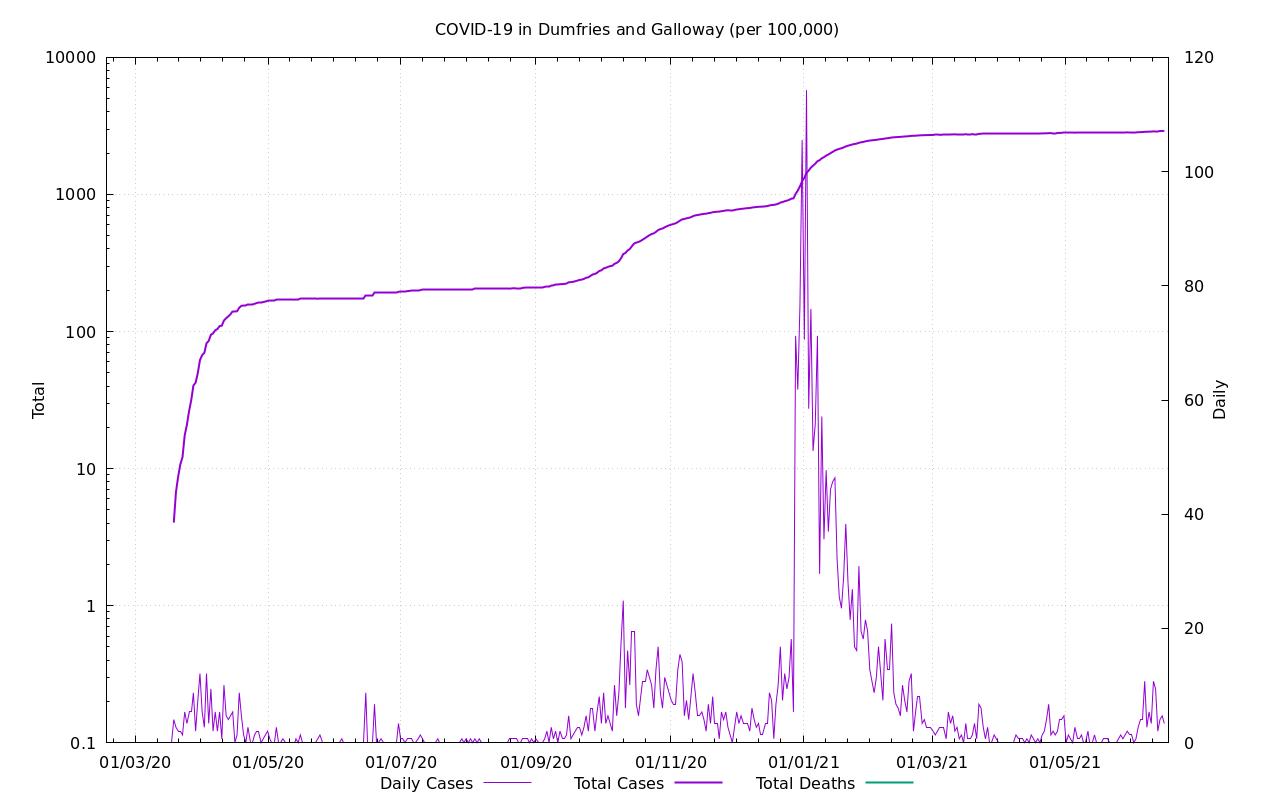 COVID-19 in Dumfries and Galloway (per 100,000)
10000
1000
100
10
1
0.1
Total
120
100
80
60
40
20
0
Daily
01/03/20 01/05/20 01/07/20 01/09/20 01/11/20 01/01/21 01/03/21 01/05/21
Daily Cases Total Cases Total Deaths